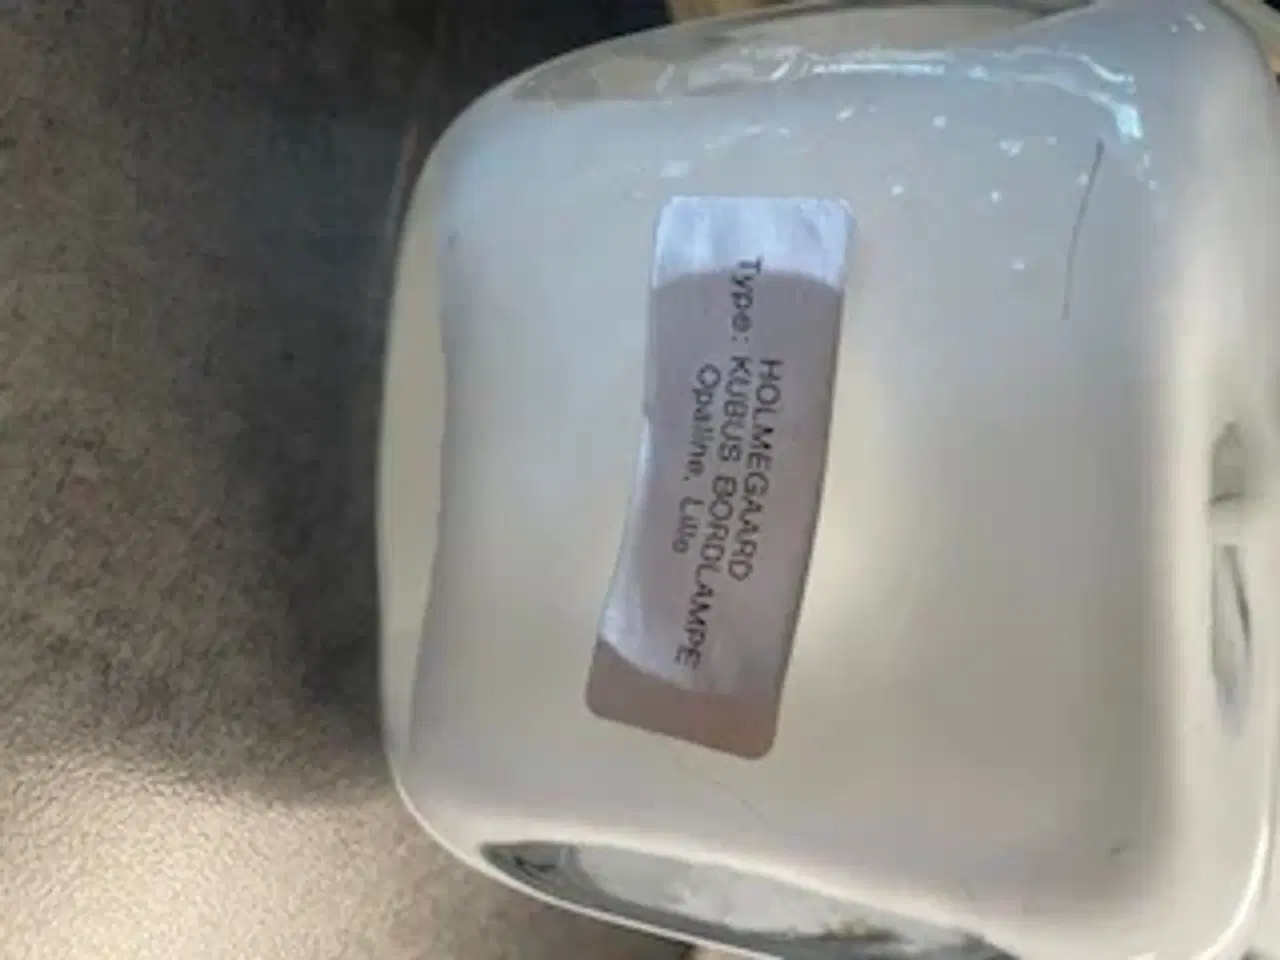 HOLMEGAARD
Type: KUBUS BORDLAMPE
Opaline, Lille